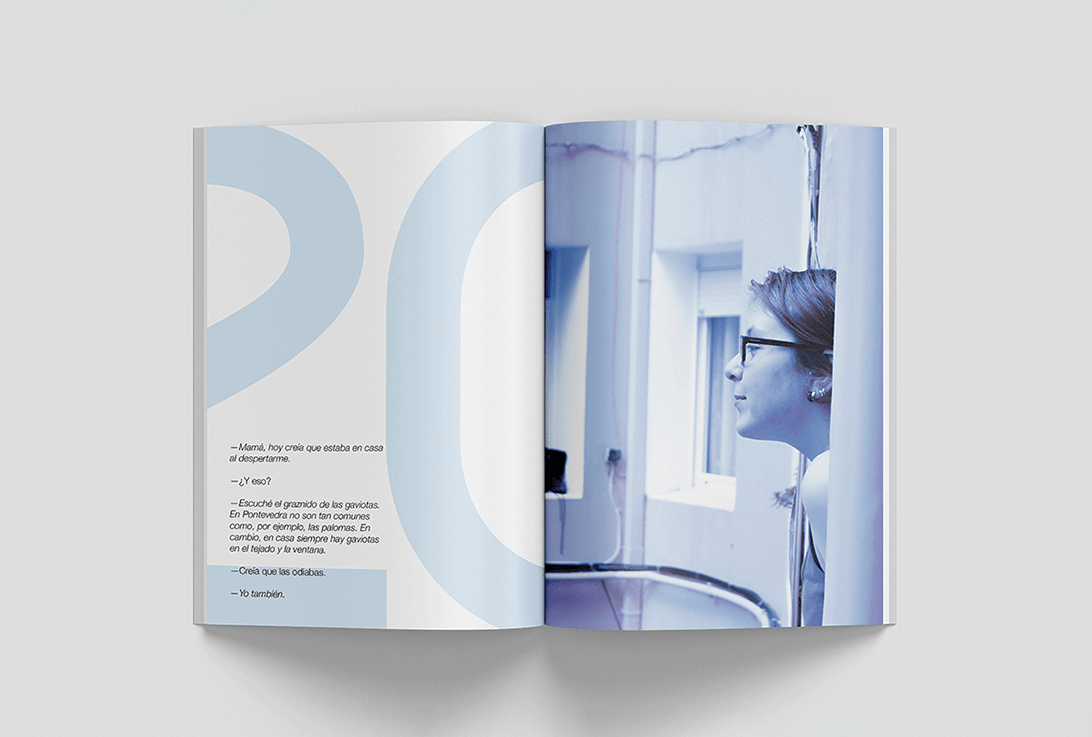 20
—Mamá, hoy creía que estaba en casa
al despertarme.
—¿Y eso?
—Escuché el graznido de las gaviotas.
En Pontevedra no son tan comunes
como, por ejemplo, las palomas. En
cambio, en casa siempre hay gaviotas
en el tejado y la ventana.
—Creía que las odiabas.
—Yo también.